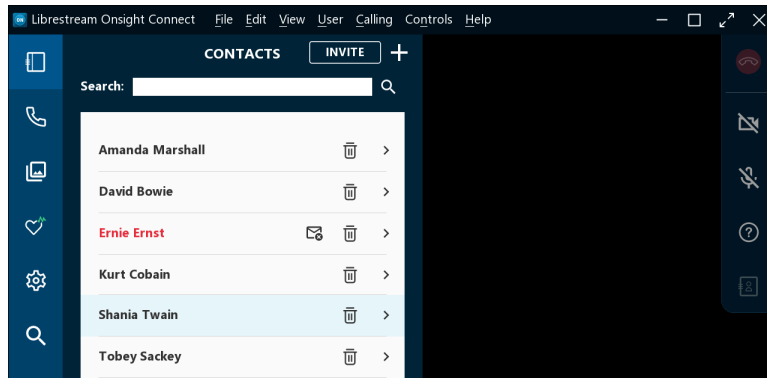 ON Librestream Onsight Connect File Edit View User Calling Controls Help
CONTACTS INVITE
Search:
Amanda Marshall
David Bowie
Ernie Ernst
Kurt Cobain
Shania Twain
Tobey Sackey